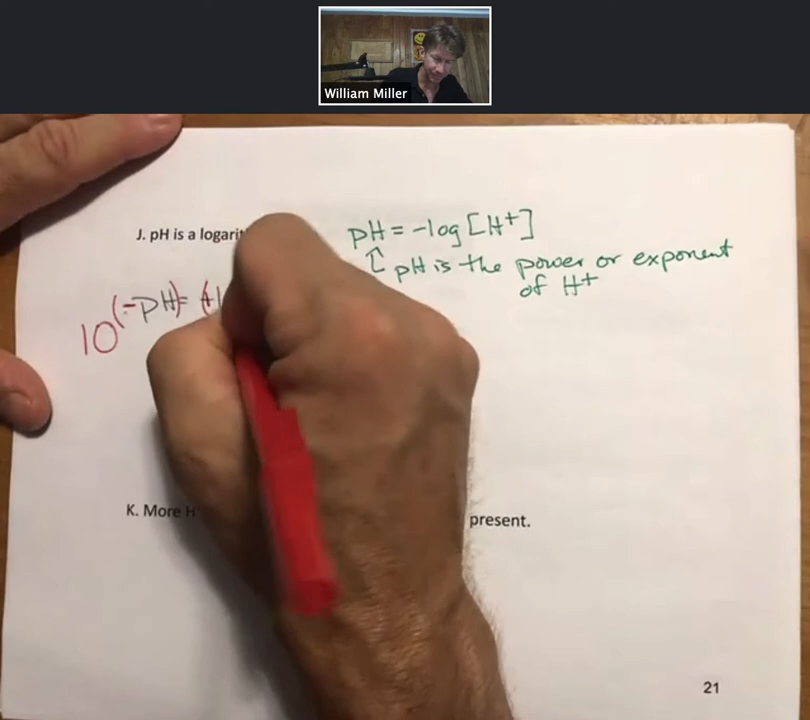 William Miller
J. pH is a logarit
pH = -log [H+]
pH is the power or exponent
of H+
10(-pH) = (
K. More H
present.
21